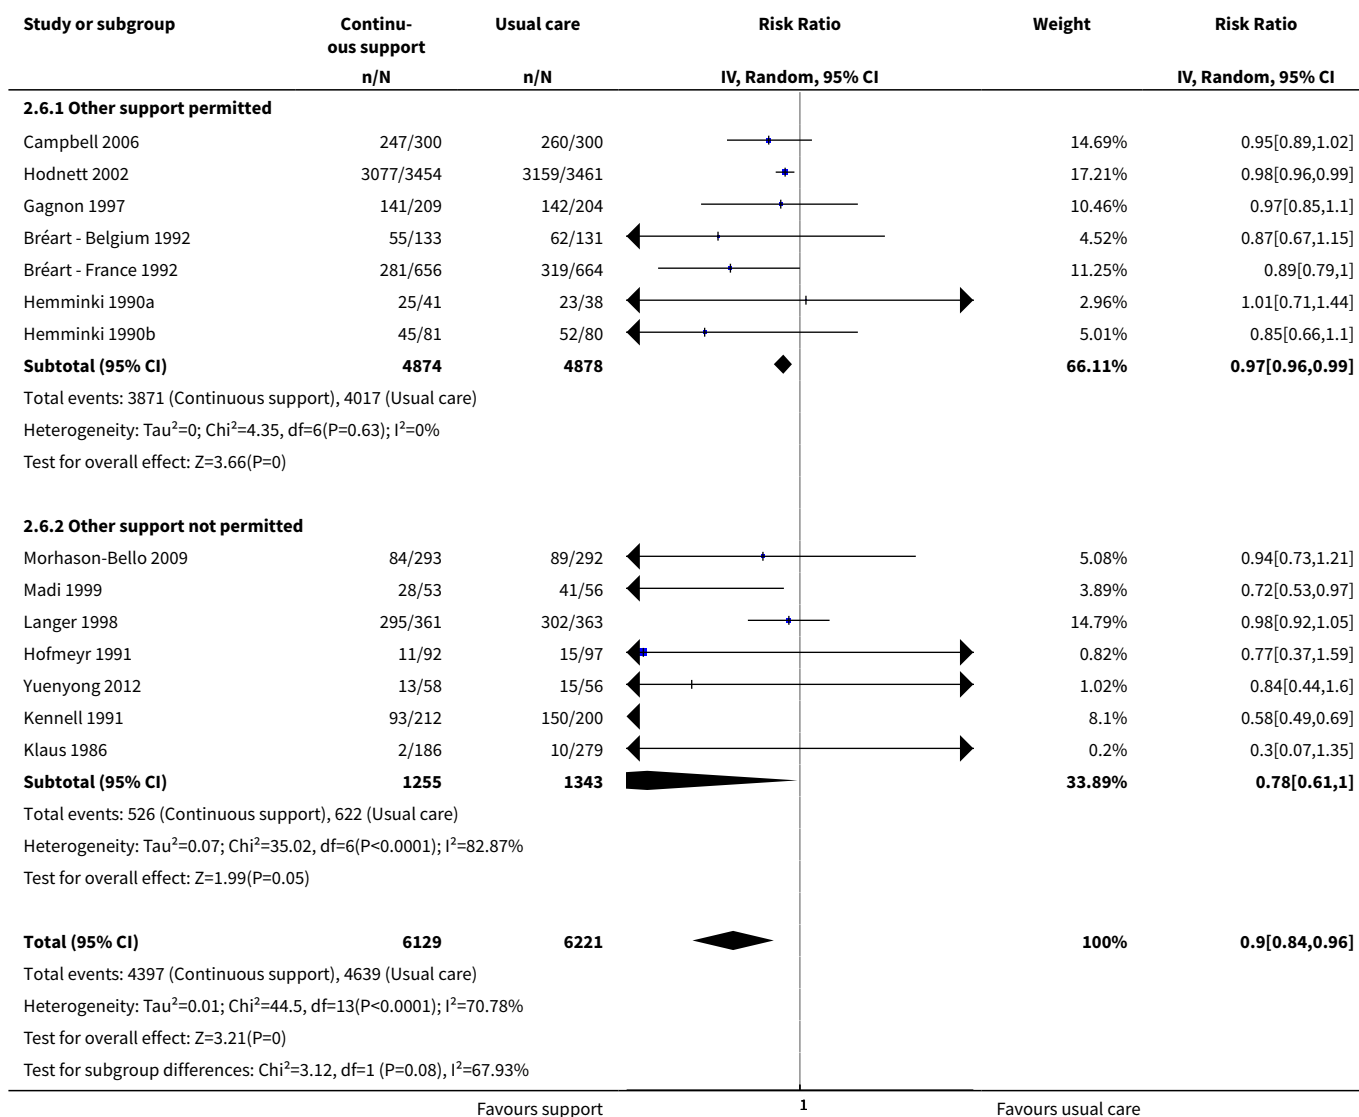 Study or subgroup Continu- Usual care Risk Ratio Weight Risk Ratio
ous support
n/N n/N IV, Random, 95% CI IV, Random, 95% CI
2.6.1 Other support permitted
Campbell 2006 247/300 260/300 14.69% 0.95[0.89,1.02]
Hodnett 2002 3077/3454 3159/3461 17.21% 0.98[0.96,0.99]
Gagnon 1997 141/209 142/204 10.46% 0.97[0.85,1.1]
Bréart - Belgium 1992 55/133 62/131 4.52% 0.87[0.67,1.15]
Bréart - France 1992 281/656 319/664 11.25% 0.89[0.79,1]
Hemminki 1990a 25/41 23/38 2.96% 1.01[0.71,1.44]
Hemminki 1990b 45/81 52/80 5.01% 0.85[0.66,1.1]
Subtotal (95% CI) 4874 4878 66.11% 0.97[0.96,0.99]
Total events: 3871 (Continuous support), 4017 (Usual care)
Heterogeneity: Tau²=0; Chi²=4.35, df=6(P=0.63); I²=0%
Test for overall effect: Z=3.66(P=0)
2.6.2 Other support not permitted
Morhason-Bello 2009 84/293 89/292 5.08% 0.94[0.73,1.21]
Madi 1999 28/53 41/56 3.89% 0.72[0.53,0.97]
Langer 1998 295/361 302/363 14.79% 0.98[0.92,1.05]
Hofmeyr 1991 11/92 15/97 0.82% 0.77[0.37,1.59]
Yuenyong 2012 13/58 15/56 1.02% 0.84[0.44,1.6]
Kennell 1991 93/212 150/200 8.1% 0.58[0.49,0.69]
Klaus 1986 2/186 10/279 0.2% 0.3[0.07,1.35]
Subtotal (95% CI) 1255 1343 33.89% 0.78[0.61,1]
Total events: 526 (Continuous support), 622 (Usual care)
Heterogeneity: Tau²=0.07; Chi²=35.02, df=6(P<0.0001); I²=82.87%
Test for overall effect: Z=1.99(P=0.05)
Total (95% CI) 6129 6221 100% 0.9[0.84,0.96]
Total events: 4397 (Continuous support), 4639 (Usual care)
Heterogeneity: Tau²=0.01; Chi²=44.5, df=13(P<0.0001); I²=70.78%
Test for overall effect: Z=3.21(P=0)
Test for subgroup differences: Chi²=3.12, df=1 (P=0.08), I²=67.93%
Favours support 1 Favours usual care